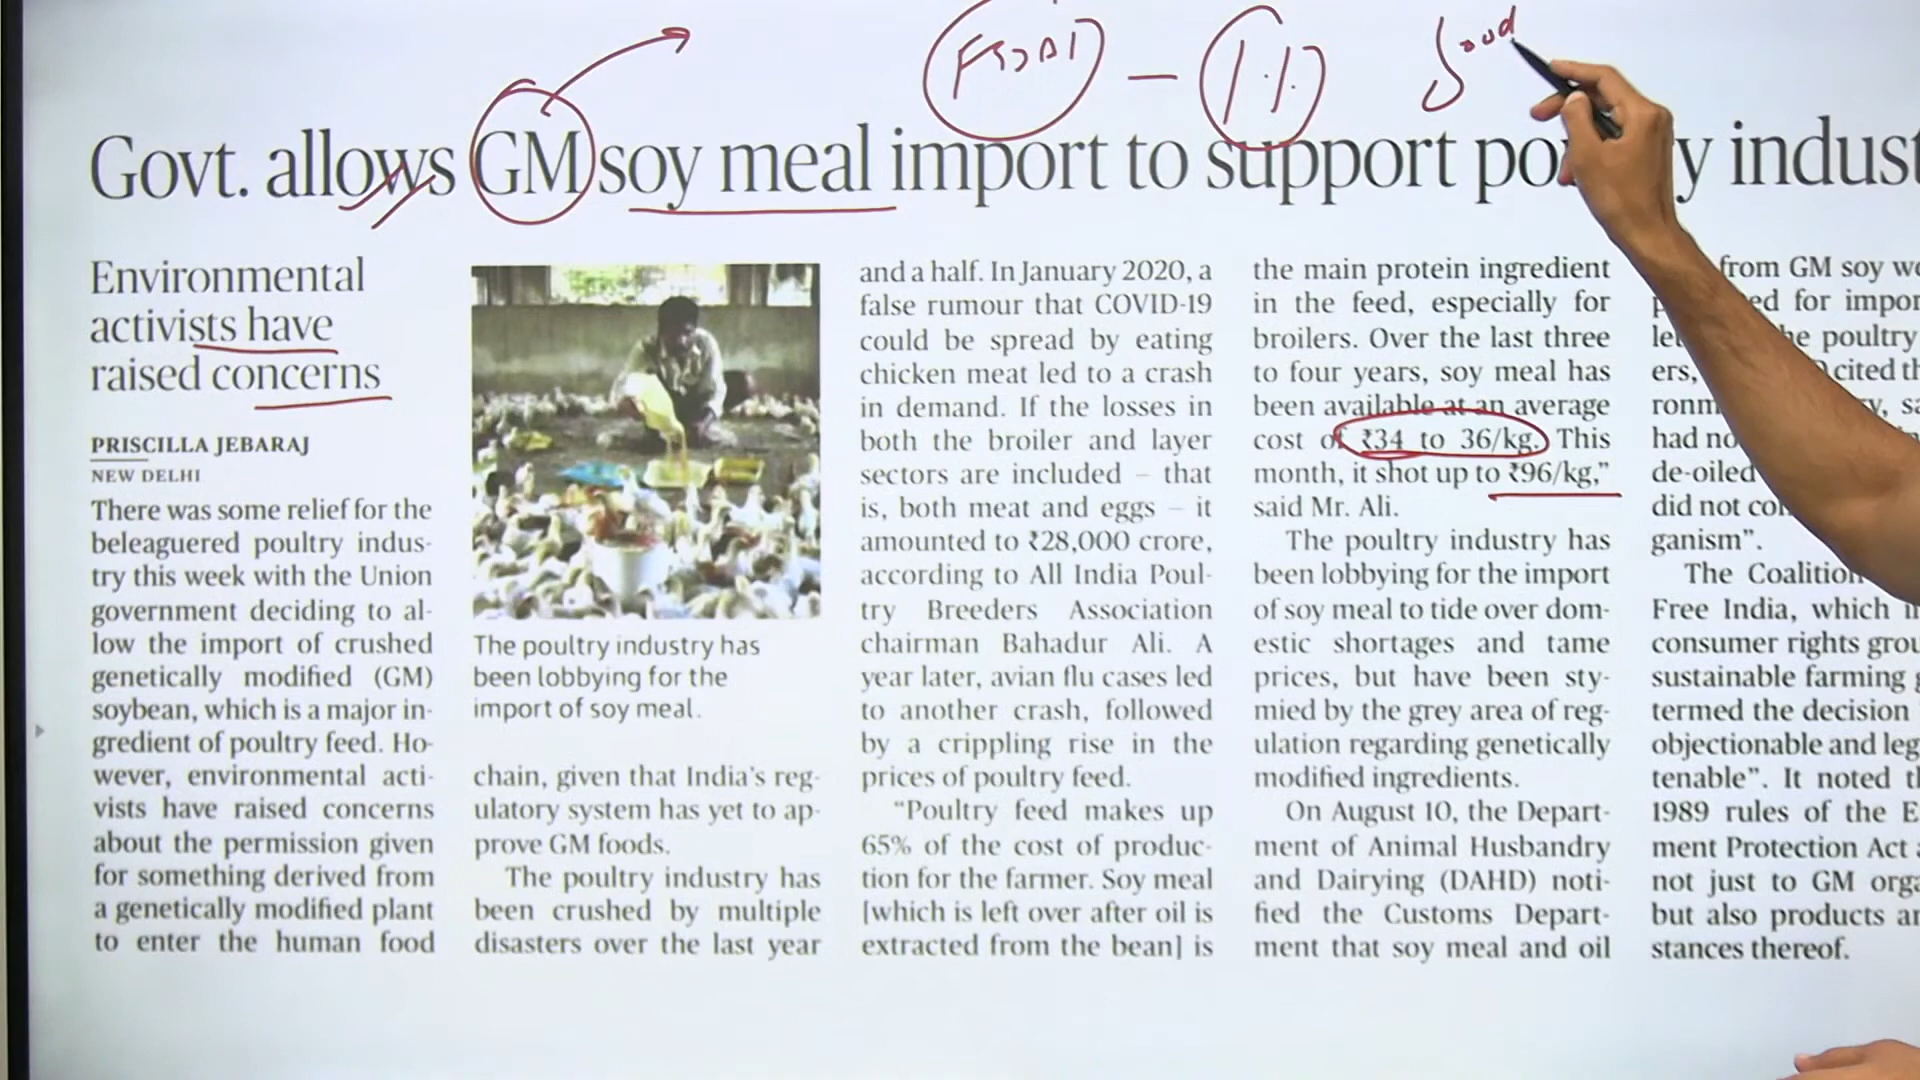 FSSAI - 1%. food
Govt. allows GM soy meal import to support po y indust
Environmental
activists have
raised concerns
PRISCILLA JEBARAJ
NEW DELHI
There was some relief for the
beleaguered poultry indus-
try this week with the Union
government deciding to al-
low the import of crushed
genetically modified (GM)
soybean, which is a major in-
gredient of poultry feed. Ho-
wever, environmental acti-
vists have raised concerns
about the permission given
for something derived from
a genetically modified plant
to enter the human food
The poultry industry has
been lobbying for the
import of soy meal.
chain, given that India's reg-
ulatory system has yet to ap-
prove GM foods.
The poultry industry has
been crushed by multiple
disasters over the last year
and a half. In January 2020, a
false rumour that COVID-19
could be spread by eating
chicken meat led to a crash
in demand. If the losses in
both the broiler and layer
sectors are included – that
is, both meat and eggs – it
amounted to ₹28,000 crore,
according to All India Poul-
try Breeders Association
chairman Bahadur Ali. A
year later, avian flu cases led
to another crash, followed
by a crippling rise in the
prices of poultry feed.
"Poultry feed makes up
65% of the cost of produc-
tion for the farmer. Soy meal
[which is left over after oil is
extracted from the bean] is
the main protein ingredient
in the feed, especially for
broilers. Over the last three
to four years, soy meal has
been available at an average
cost of ₹34 to 36/kg. This
month, it shot up to ₹96/kg,"
said Mr. Ali.
The poultry industry has
been lobbying for the import
of soy meal to tide over dom-
estic shortages and tame
prices, but have been sty-
mied by the grey area of reg-
ulation regarding genetically
modified ingredients.
On August 10, the Depart-
ment of Animal Husbandry
and Dairying (DAHD) noti-
fied the Customs Depart-
ment that soy meal and oil
from GM soy we
ed for impor
le he poultry
ers, cited th
ronm y, sa
had no
de-oiled
did not con
ganism".
The Coalition
Free India, which
consumer rights grou
sustainable farming g
termed the decision
objectionable and leg
tenable". It noted th
1989 rules of the E
ment Protection Act a
not just to GM orga
but also products an
stances thereof.